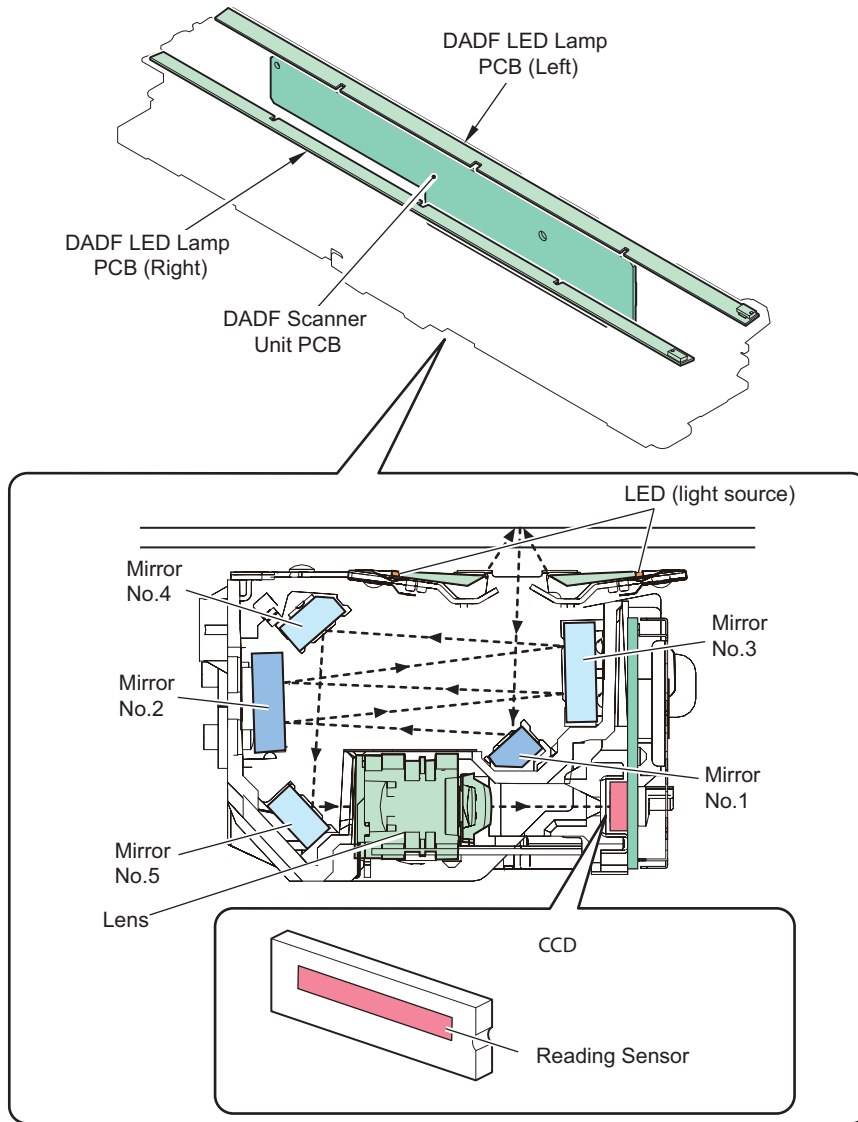 DADF LED Lamp
PCB (Left)
DADF LED Lamp
PCB (Right)
DADF Scanner
Unit PCB
LED (light source)
Mirror
No.4
Mirror
No.3
Mirror
No.2
Mirror
No.1
Mirror
No.5
Lens
CCD
Reading Sensor